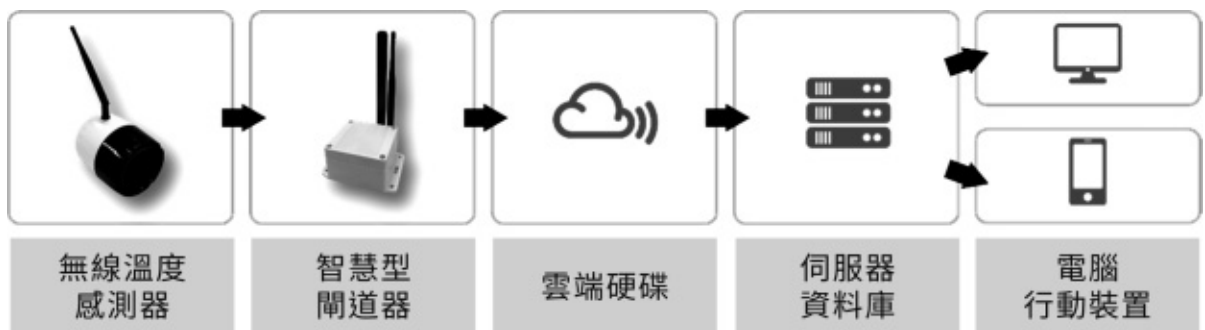 無線溫度
感測器
智慧型
閘道器
雲端硬碟
伺服器
資料庫
電腦
行動裝置